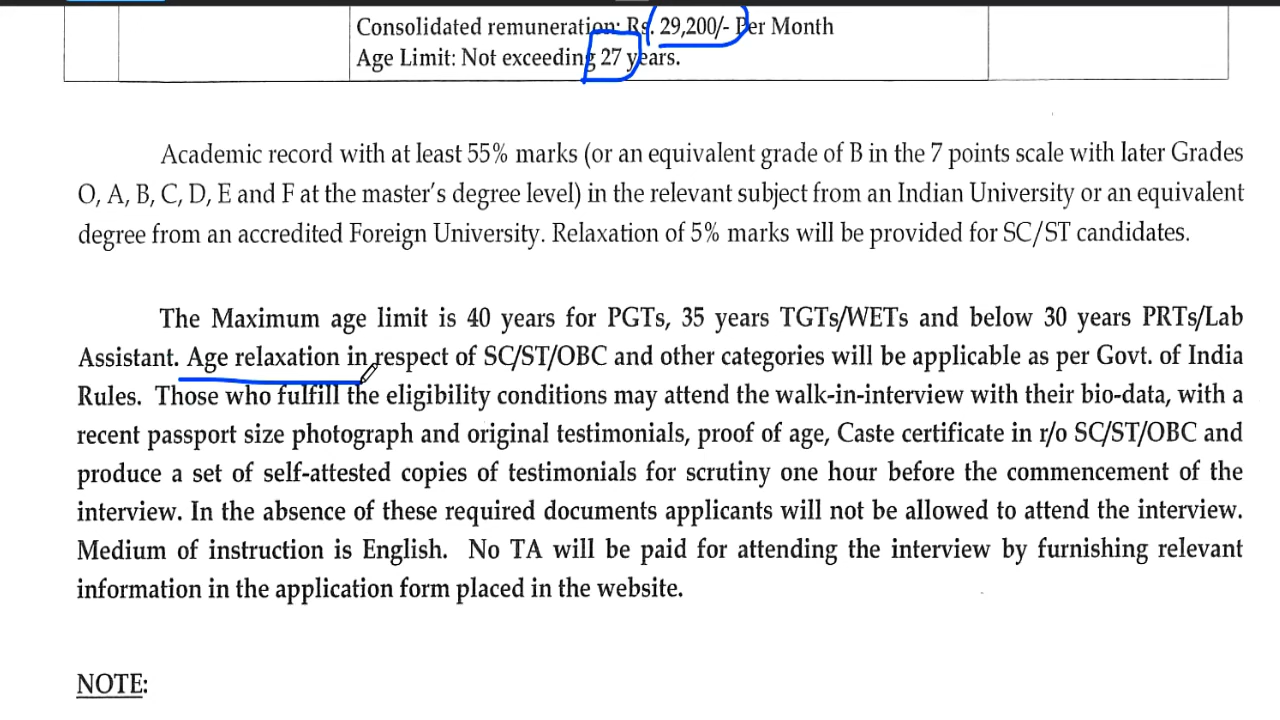 Consolidated remuneration: Rs. 29,200/- Per Month
Age Limit: Not exceeding 27 years.
Academic record with at least 55% marks (or an equivalent grade of B in the 7 points scale with later Grades
O, A, B, C, D, E and F at the master's degree level) in the relevant subject from an Indian University or an equivalent
degree from an accredited Foreign University. Relaxation of 5% marks will be provided for SC/ST candidates.
The Maximum age limit is 40 years for PGTs, 35 years TGTs/WETs and below 30 years PRTs/Lab
Assistant. Age relaxation in respect of SC/ST/OBC and other categories will be applicable as per Govt. of India
Rules. Those who fulfill the eligibility conditions may attend the walk-in-interview with their bio-data, with a
recent passport size photograph and original testimonials, proof of age, Caste certificate in r/o SC/ST/OBC and
produce a set of self-attested copies of testimonials for scrutiny one hour before the commencement of the
interview. In the absence of these required documents applicants will not be allowed to attend the interview.
Medium of instruction is English. No TA will be paid for attending the interview by furnishing relevant
information in the application form placed in the website.
NOTE: